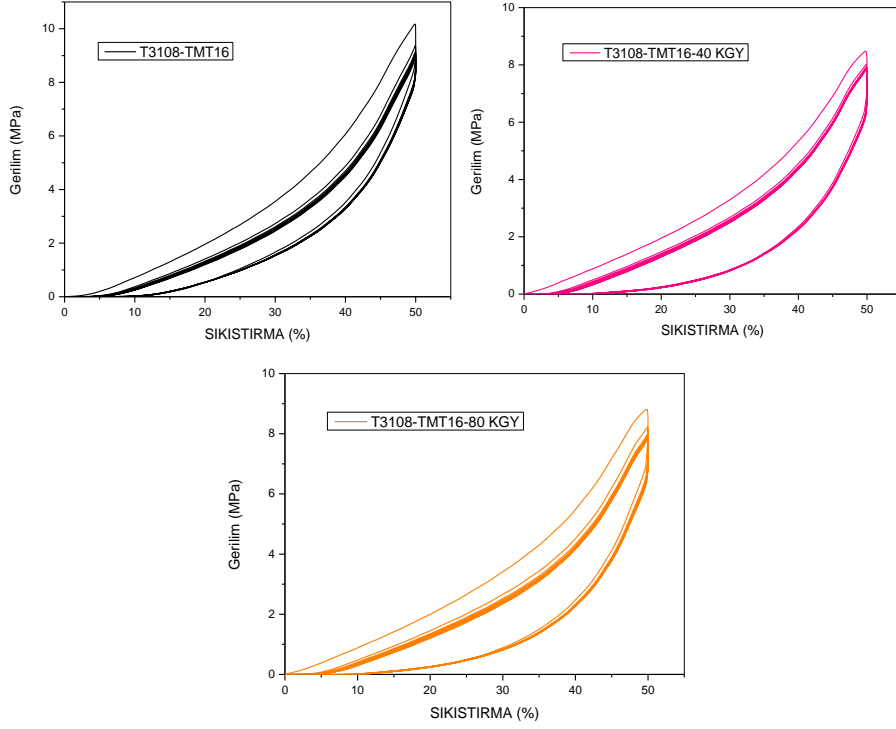 T3108-TMT16
Gerilim (MPa)
10
8
6
4
2
0
0 10 20 30 40 50
SIKISTIRMA (%)
T3108-TMT16-40 KGY
Gerilim (MPa)
10
8
6
4
2
0
0 10 20 30 40 50
SIKISTIRMA (%)
T3108-TMT16-80 KGY
Gerilim (MPa)
10
8
6
4
2
0
0 10 20 30 40 50
SIKISTIRMA (%)